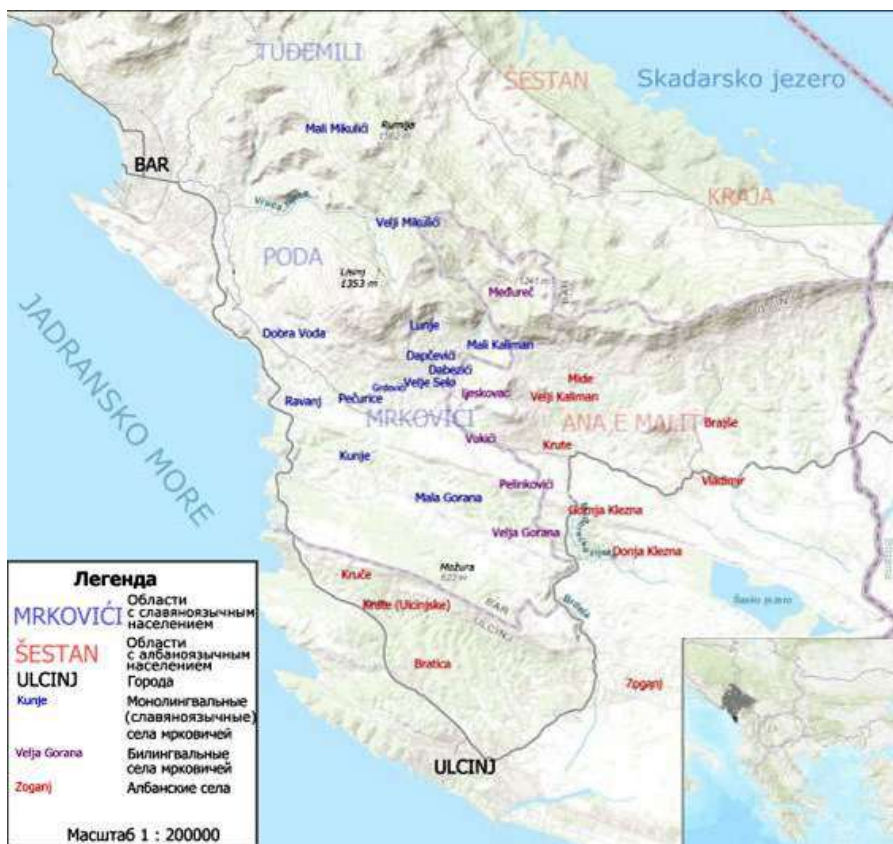 TUĐEMILI
ŠESTAN
Skadarsko jezero
Mali Mikulići
Rumija
BAR
KRAJA
Velji Mikulići
PODA
Lisinj
1353 m
Međureč
Lunje
Dobra Voda
Mali Kaliman
Dapčevići
Dabezići
Mide
Grdovići
Velje Selo
Ljeskovac
Velji Kaliman
Ravanj
Pečurice
JADRANSKO MORE
MRKOVIĆI
ANA E MALIT
Brajše
Vukići
Krute
Kunje
Vladimir
Pelinkovići
Mala Gorana
Gornja Klezna
Velja Gorana
Donja Klezna
Možura
622 m
Kruče
BAR
ULCINJ
Šasko jezero
Krute (Ulcinjske)
Bratica
Zoganj
ULCINJ
Легенда
MRKOVIĆI
Области
с славяноязычным
населением
ŠESTAN
Области
с албаноязычным
населением
ULCINJ
Города
Kunje
Монолингвальные
(славяноязычные)
села мрковичей
Velja Gorana
Билингвальные
села мрковичей
Zoganj
Албанские села
Масштаб 1 : 200000